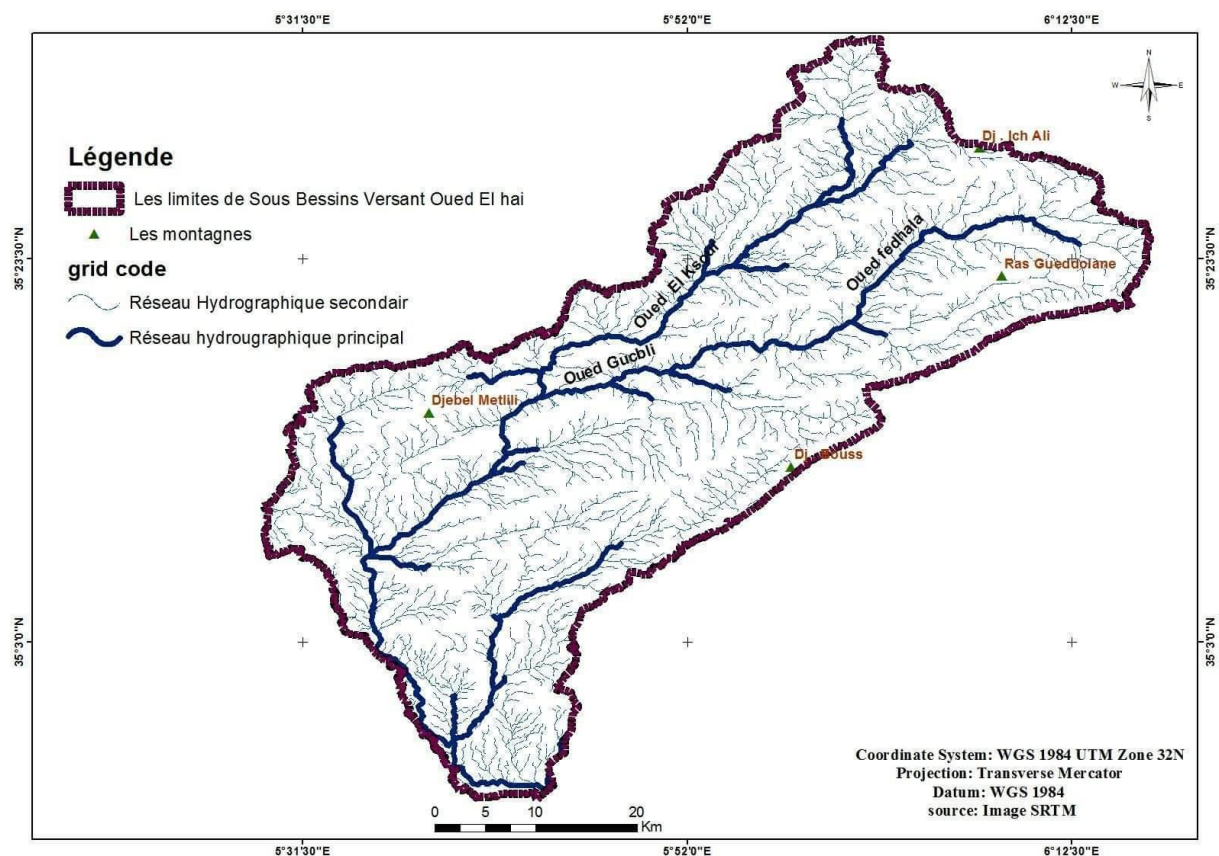 5°31'30"E 5°52'0"E 6°12'30"E
N
W E
S
Dj . Ich Ali
Légende
Les limites de Sous Bessins Versant Oued El hai
Les montagnes
grid code
Réseau Hydrographique secondair
Réseau hydrougraphique principal
35°23'30"N 35°23'30"N
Oued fedhala
Ras Gueddolane
Oued El Ksour
Oued Guebli
Djebel Metlili
Dj . Bouss
35°3'0"N 35°3'0"N
Coordinate System: WGS 1984 UTM Zone 32N
Projection: Transverse Mercator
Datum: WGS 1984
source: Image SRTM
0 5 10 20
Km
5°31'30"E 5°52'0"E 6°12'30"E